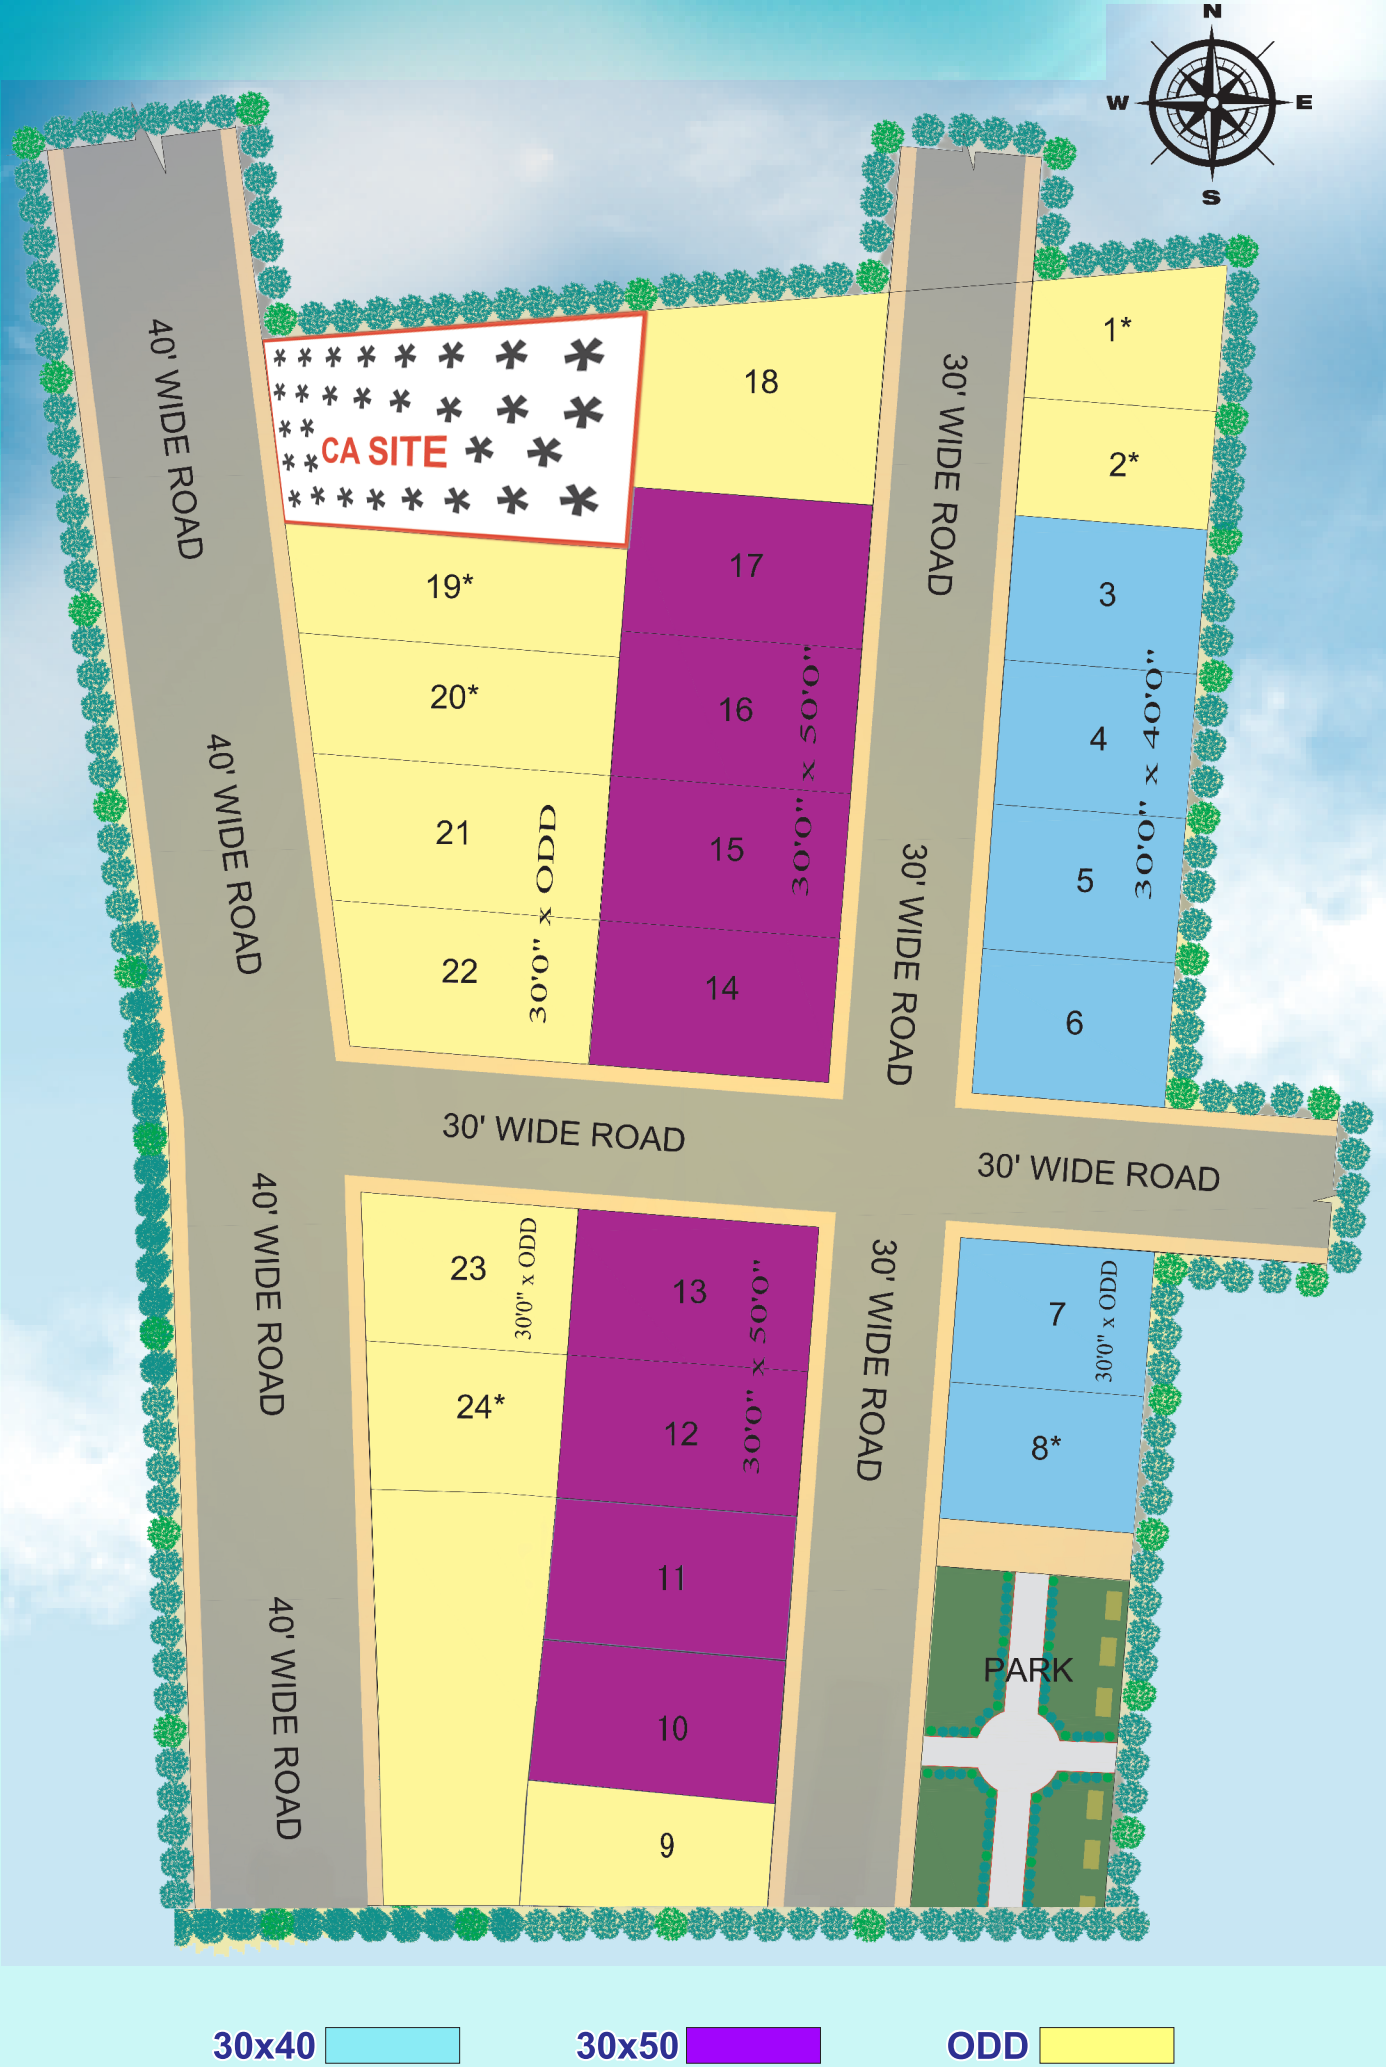 N
W E
S
40' WIDE ROAD
30' WIDE ROAD
1*
18
2*
CA SITE
17
3
19*
16
30'.0" x 50'.0"
4
30'.0" x 40'.0"
20*
40' WIDE ROAD
21
30'.0" x ODD
15
30' WIDE ROAD
5
22
14
6
30' WIDE ROAD
30' WIDE ROAD
40' WIDE ROAD
23
30'.0" x ODD
13
30'.0" x 50'.0"
30' WIDE ROAD
7
30'.0" x ODD
24*
12
8*
11
40' WIDE ROAD
10
PARK
9
30x40
30x50
ODD